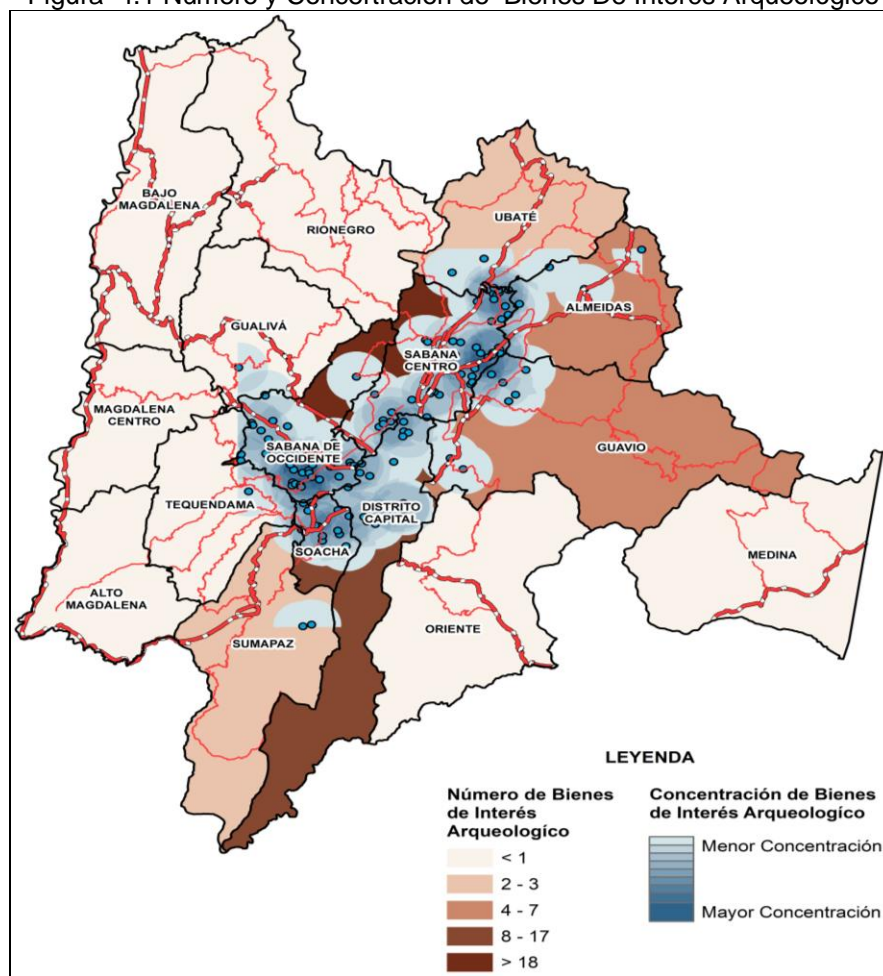 Figura 4.1 Número y Concertración de Bienes De Interés Arqueológico
BAJO
MAGDALENA
RIONEGRO
UBATÉ
GUALIVÁ
ALMEIDAS
SABANA
CENTRO
MAGDALENA
CENTRO
SABANA DE
OCCIDENTE
GUAVIO
TEQUENDAMA
DISTRITO
CAPITAL
SOACHA
MEDINA
ALTO
MAGDALENA
ORIENTE
SUMAPAZ
LEYENDA
Número de Bienes
de Interés
Arqueologíco
< 1
2 - 3
4 - 7
8 - 17
> 18
Concentración de Bienes
de Interés Arqueologíco
Menor Concentración
Mayor Concentración